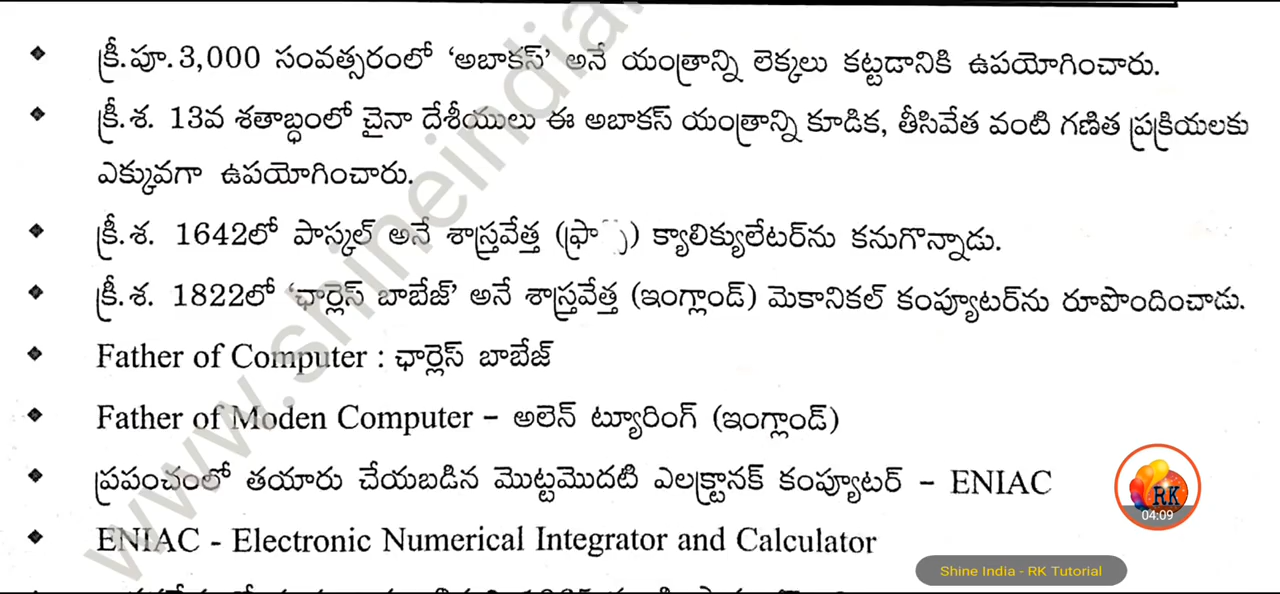 ❖ క్రీ.పూ.3,000 సంవత్సరంలో 'అబాకస్' అనే యంత్రాన్ని లెక్కలు కట్టడానికి ఉపయోగించారు.
❖ క్రీ.శ. 13వ శతాబ్ధంలో చైనా దేశీయులు ఈ అబాకస్ యంత్రాన్ని కూడిక, తీసివేత వంటి గణిత ప్రక్రియలకు
ఎక్కువగా ఉపయోగించారు.
❖ క్రీ.శ. 1642లో పాస్కల్ అనే శాస్త్రవేత్త క్యాలిక్యులేటర్‌ను కనుగొన్నాడు.
❖ క్రీ.శ. 1822లో 'ఛార్లెస్ బాబేజ్' అనే శాస్త్రవేత్త (ఇంగ్లాండ్) మెకానికల్ కంప్యూటర్‌ను రూపొందించాడు.
❖ Father of Computer : ఛార్లెస్ బాబేజ్
❖ Father of Moden Computer – అలెన్ ట్యూరింగ్ (ఇంగ్లాండ్)
❖ ప్రపంచంలో తయారు చేయబడిన మొట్టమొదటి ఎలక్ట్రానక్ కంప్యూటర్ – ENIAC
❖ ENIAC - Electronic Numerical Integrator and Calculator
www.shineindia.
RK
04:09
Shine India - RK Tutorial